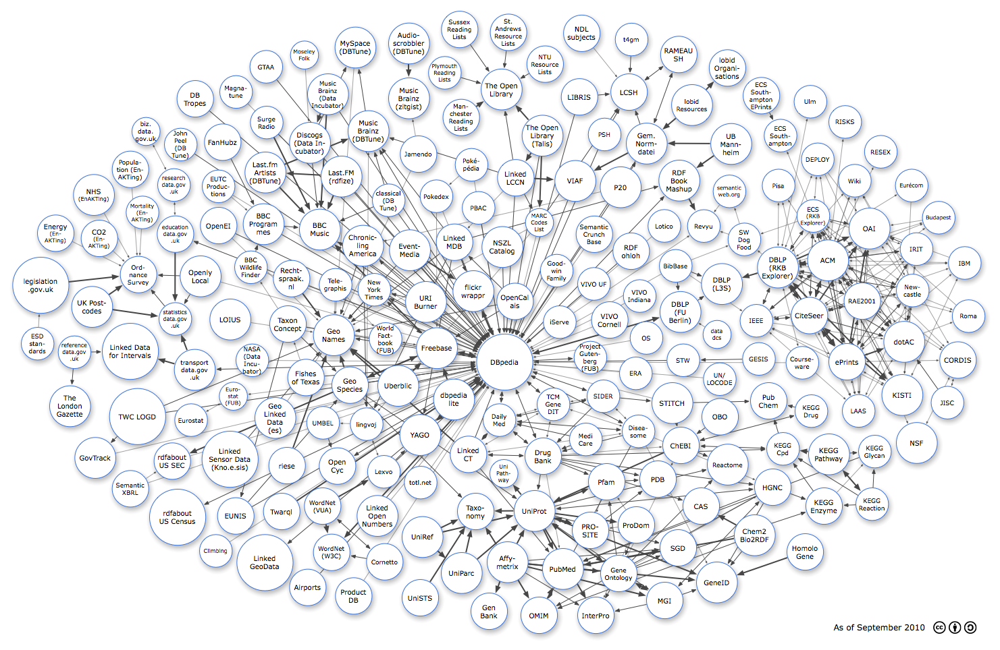 Sussex
Reading
Lists
St.
Andrews
Resource
Lists
NDL
subjects
t4gm
RAMEAU
SH
lobid
Organi-
sations
MySpace
(DBTune)
Audio-
scrobbler
(DBTune)
Moseley
Folk
GTAA
Plymouth
Reading
Lists
NTU
Resource
Lists
The Open
Library
LIBRIS
LCSH
lobid
Resources
ECS
South-
ampton
EPrints
Ulm
RISKS
DB
Tropes
Magna-
tune
Music
Brainz
(Data
Incubator)
Music
Brainz
(zitgist)
Man-
chester
Reading
Lists
The Open
Library
(Talis)
PSH
Gem.
Norm-
datei
UB
Mann-
heim
ECS
South-
ampton
RESEX
biz.
data.
gov.uk
John
Peel
(DB
Tune)
FanHubz
Surge
Radio
Discogs
(Data In-
cubator)
Music
Brainz
(DBTune)
Jamendo
Poké-
pédia
Linked
LCCN
VIAF
P20
RDF
Book
Mashup
semantic
web.org
Pisa
DEPLOY
Wiki
Eurécom
Popula-
tion (En-
AKTing)
research
data.gov
.uk
EUTC
Produc-
tions
Last.fm
Artists
(DBTune)
Last.FM
(rdfize)
classical
(DB
Tune)
Pokedex
PBAC
MARC
Codes
List
NHS
(EnAKTing)
Mortality
(En-
AKTing)
Energy
(En-
AKTing)
CO2
(En-
AKTing)
education
data.gov
.uk
OpenEI
BBC
Program
mes
BBC
Music
Chronic-
ling
America
Event-
Media
Linked
MDB
NSZL
Catalog
Semantic
Crunch
Base
Lotico
Revyu
SW
Dog
Food
ECS
(RKB
Explorer)
OAI
Budapest
RDF
ohloh
BibBase
DBLP
(RKB
Explorer)
ACM
IRIT
IBM
legislation
.gov.uk
Ord-
nance
Survey
Openly
Local
BBC
Wildlife
Finder
Recht-
spraak.
nl
Tele-
graphis
New
York
Times
URI
Burner
flickr
wrappr
OpenCal
ais
Good-
win
Family
VIVO UF
VIVO
Indiana
DBLP
(L3S)
RAE2001
New-
castle
UK Post-
codes
statistics
data.gov
.uk
LOIUS
Taxon
Concept
Geo
Names
World
Fact-
book
(FUB)
Freebase
iServe
VIVO
Cornell
DBLP
(FU
Berlin)
data
dcs
IEEE
CiteSeer
Roma
ESD
stan-
dards
reference
data.gov
.uk
Linked Data
for Intervals
transport
data.gov
.uk
NASA
(Data
Incu-
bator)
DBpedia
Project
Guten-
berg
(FUB)
OS
STW
GESIS
Course-
ware
ePrints
dotAC
CORDIS
The
London
Gazette
TWC LOGD
Eurostat
Euro-
stat
(FUB)
Fishes
of Texas
Geo
Species
Uberblic
dbpedia
lite
TCM
Gene
DIT
SIDER
ERA
UN/
LOCODE
STITCH
Pub
Chem
KEGG
Drug
LAAS
KISTI
JISC
Geo
Linked
Data
(es)
UMBEL
lingvoj
YAGO
Daily
Med
Medi
Care
Disea-
some
OBO
ChEBI
NSF
GovTrack
rdfabout
US SEC
Linked
Sensor Data
(Kno.e.sis)
riese
Open
Cyc
Lexvo
Linked
CT
Drug
Bank
KEGG
Cpd
KEGG
Pathway
KEGG
Glycan
Semantic
XBRL
totl.net
Uni
Path-
way
Pfam
PDB
Reactome
HGNC
rdfabout
US Census
EUNIS
Twarql
WordNet
(VUA)
Linked
Open
Numbers
Taxo-
nomy
UniProt
PRO-
SITE
ProDom
CAS
KEGG
Enzyme
KEGG
Reaction
Climbing
Linked
GeoData
WordNet
(W3C)
Cornetto
UniRef
UniParc
Affy-
metrix
PubMed
Gene
Ontology
SGD
Chem2
Bio2RDF
Homolo
Gene
GeneID
Airports
Product
DB
UniSTS
Gen
Bank
OMIM
InterPro
MGI
As of September 2010
cc